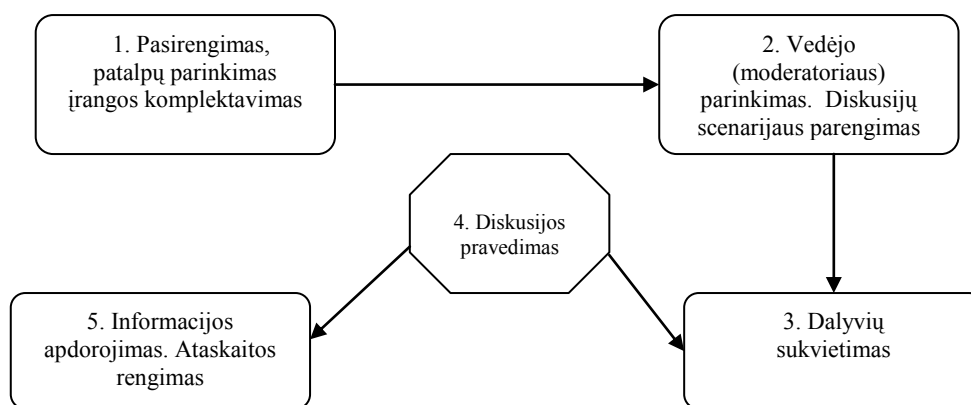 1. Pasirengimas,
patalpų parinkimas
įrangos komplektavimas
2. Vedėjo
(moderatoriaus)
parinkimas. Diskusijų
scenarijaus parengimas
3. Dalyvių
sukvietimas
4. Diskusijos
pravedimas
5. Informacijos
apdorojimas. Ataskaitos
rengimas